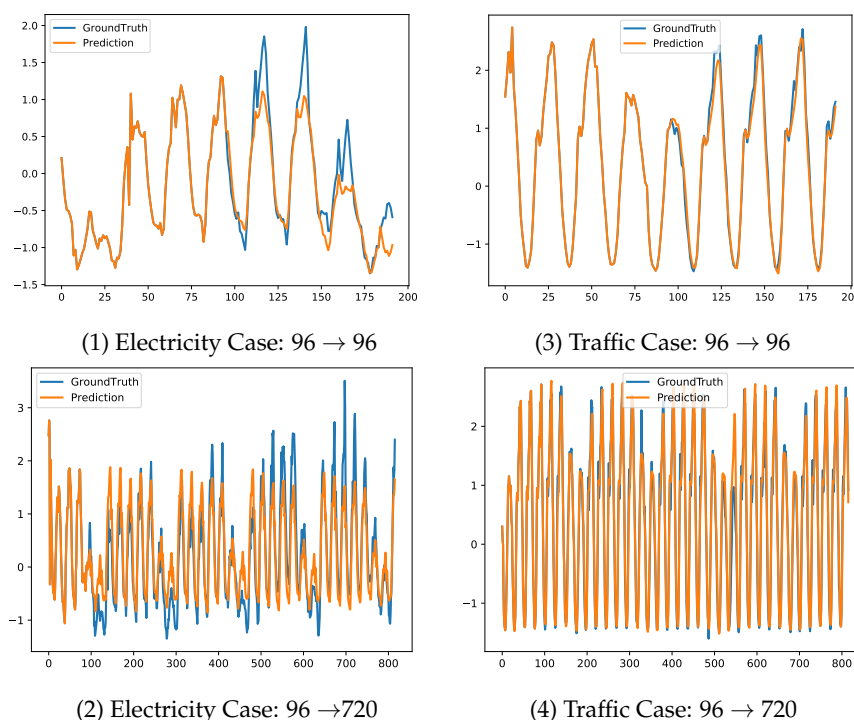 2.0
1.5
1.0
0.5
0.0
−0.5
−1.0
−1.5
GroundTruth
Prediction
0 25 50 75 100 125 150 175 200
(1) Electricity Case: 96 → 96
2
1
0
−1
GroundTruth
Prediction
0 25 50 75 100 125 150 175 20
(3) Traffic Case: 96 → 96
3
2
1
0
−1
GroundTruth
Prediction
0 100 200 300 400 500 600 700 800
(2) Electricity Case: 96 →720
2
1
0
−1
GroundTruth
Prediction
0 100 200 300 400 500 600 700 800
(4) Traffic Case: 96 → 720